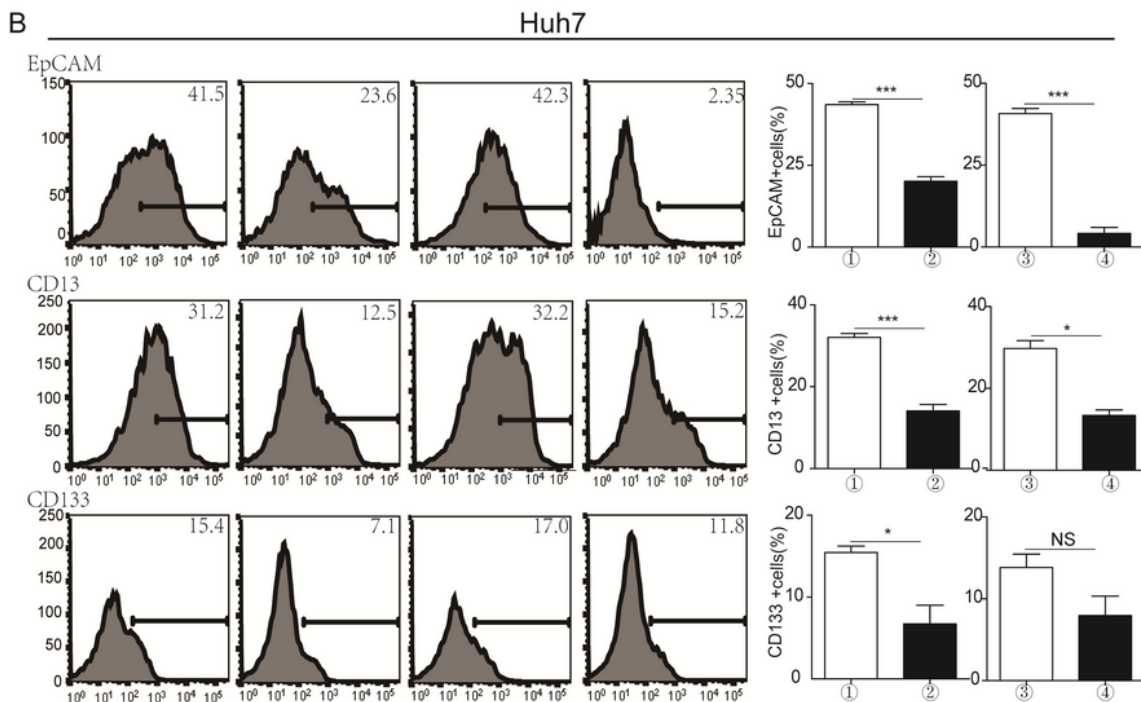 B
Huh7
EpCAM
150
100
50
0
41.5
23.6
42.3
2.35
10⁰ 10¹ 10² 10³ 10⁴ 10⁵
10⁰ 10¹ 10² 10³ 10⁴ 10⁵
10⁰ 10¹ 10² 10³ 10⁴ 10⁵
10⁰ 10¹ 10² 10³ 10⁴ 10⁵
EpCAM+cells(%)
50
25
0
***
① ②
50
25
0
***
③ ④
CD13
250
200
150
100
50
0
31.2
12.5
32.2
15.2
10⁰ 10¹ 10² 10³ 10⁴ 10⁵
10⁰ 10¹ 10² 10³ 10⁴ 10⁵
10⁰ 10¹ 10² 10³ 10⁴ 10⁵
10⁰ 10¹ 10² 10³ 10⁴ 10⁵
CD13 +cells(%)
40
20
0
***
① ②
40
20
0
*
③ ④
CD133
250
200
150
100
50
0
15.4
7.1
17.0
11.8
10⁰ 10¹ 10² 10³ 10⁴ 10⁵
10⁰ 10¹ 10² 10³ 10⁴ 10⁵
10⁰ 10¹ 10² 10³ 10⁴ 10⁵
10⁰ 10¹ 10² 10³ 10⁴ 10⁵
CD133 +cells(%)
20
10
0
*
① ②
20
10
0
NS
③ ④